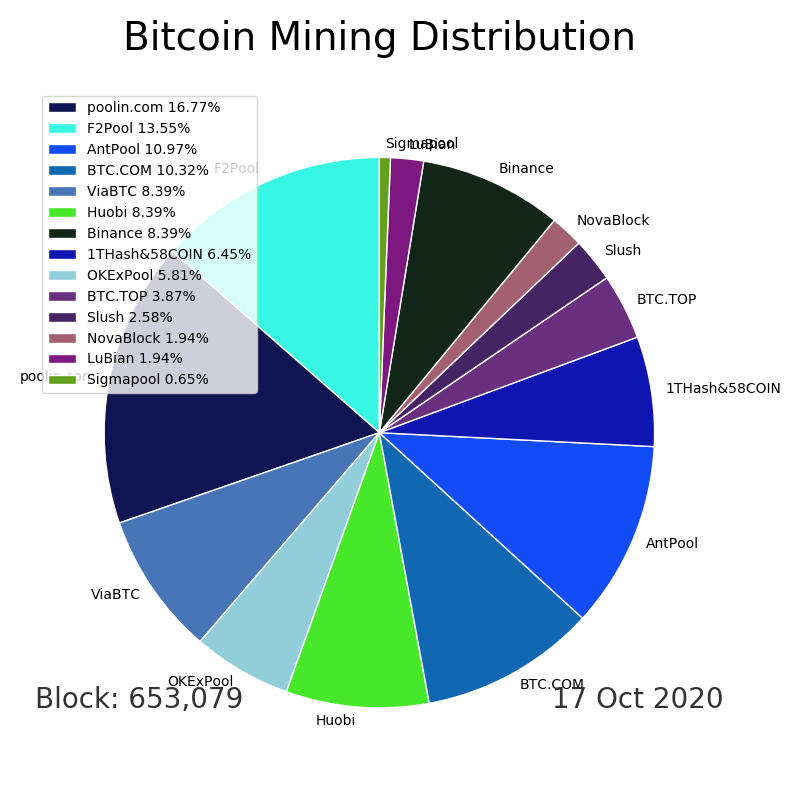 Bitcoin Mining Distribution
poolin.com 16.77%
F2Pool 13.55%
AntPool 10.97%
BTC.COM 10.32%
ViaBTC 8.39%
Huobi 8.39%
Binance 8.39%
1THash&58COIN 6.45%
OKExPool 5.81%
BTC.TOP 3.87%
Slush 2.58%
NovaBlock 1.94%
LuBian 1.94%
Sigmapool 0.65%
Sigmapool
LuBian
F2Pool
Binance
NovaBlock
Slush
BTC.TOP
poolin.com
1THash&58COIN
AntPool
ViaBTC
OKExPool
BTC.COM
Huobi
Block: 653,079
17 Oct 2020